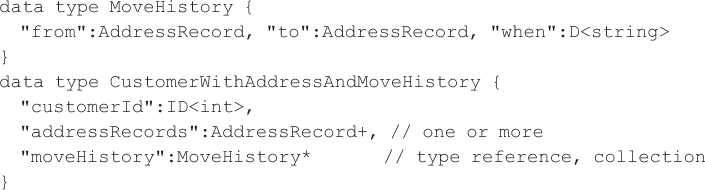 data type MoveHistory {
  "from":AddressRecord, "to":AddressRecord, "when":D<string>
}
data type CustomerWithAddressAndMoveHistory {
  "customerId":ID<int>,
  "addressRecords":AddressRecord+, // one or more
  "moveHistory":MoveHistory*       // type reference, collection
}